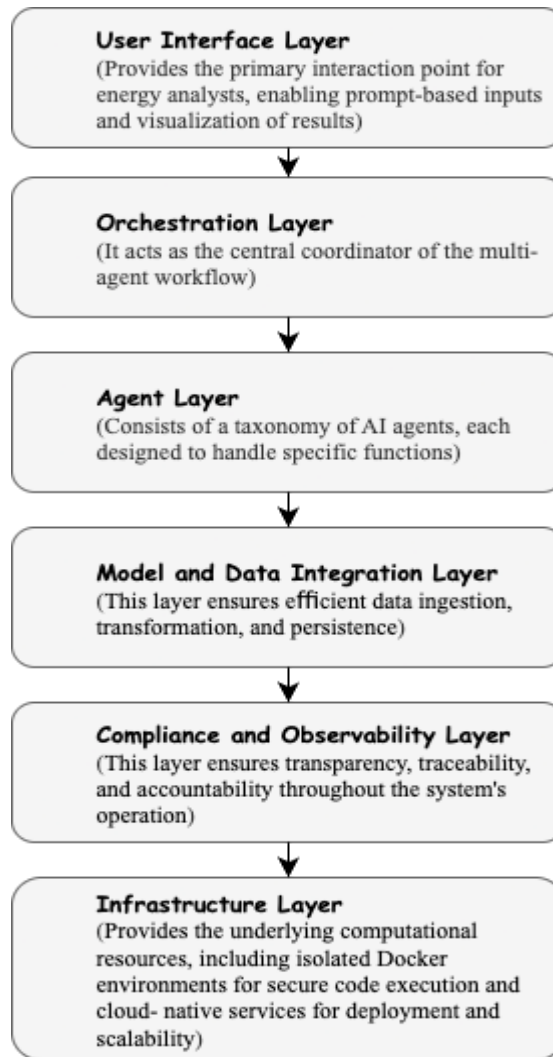 User Interface Layer
(Provides the primary interaction point for
energy analysts, enabling prompt-based inputs
and visualization of results)
Orchestration Layer
(It acts as the central coordinator of the multi-
agent workflow)
Agent Layer
(Consists of a taxonomy of AI agents, each
designed to handle specific functions)
Model and Data Integration Layer
(This layer ensures efficient data ingestion,
transformation, and persistence)
Compliance and Observability Layer
(This layer ensures transparency, traceability,
and accountability throughout the system's
operation)
Infrastructure Layer
(Provides the underlying computational
resources, including isolated Docker
environments for secure code execution and
cloud- native services for deployment and
scalability)